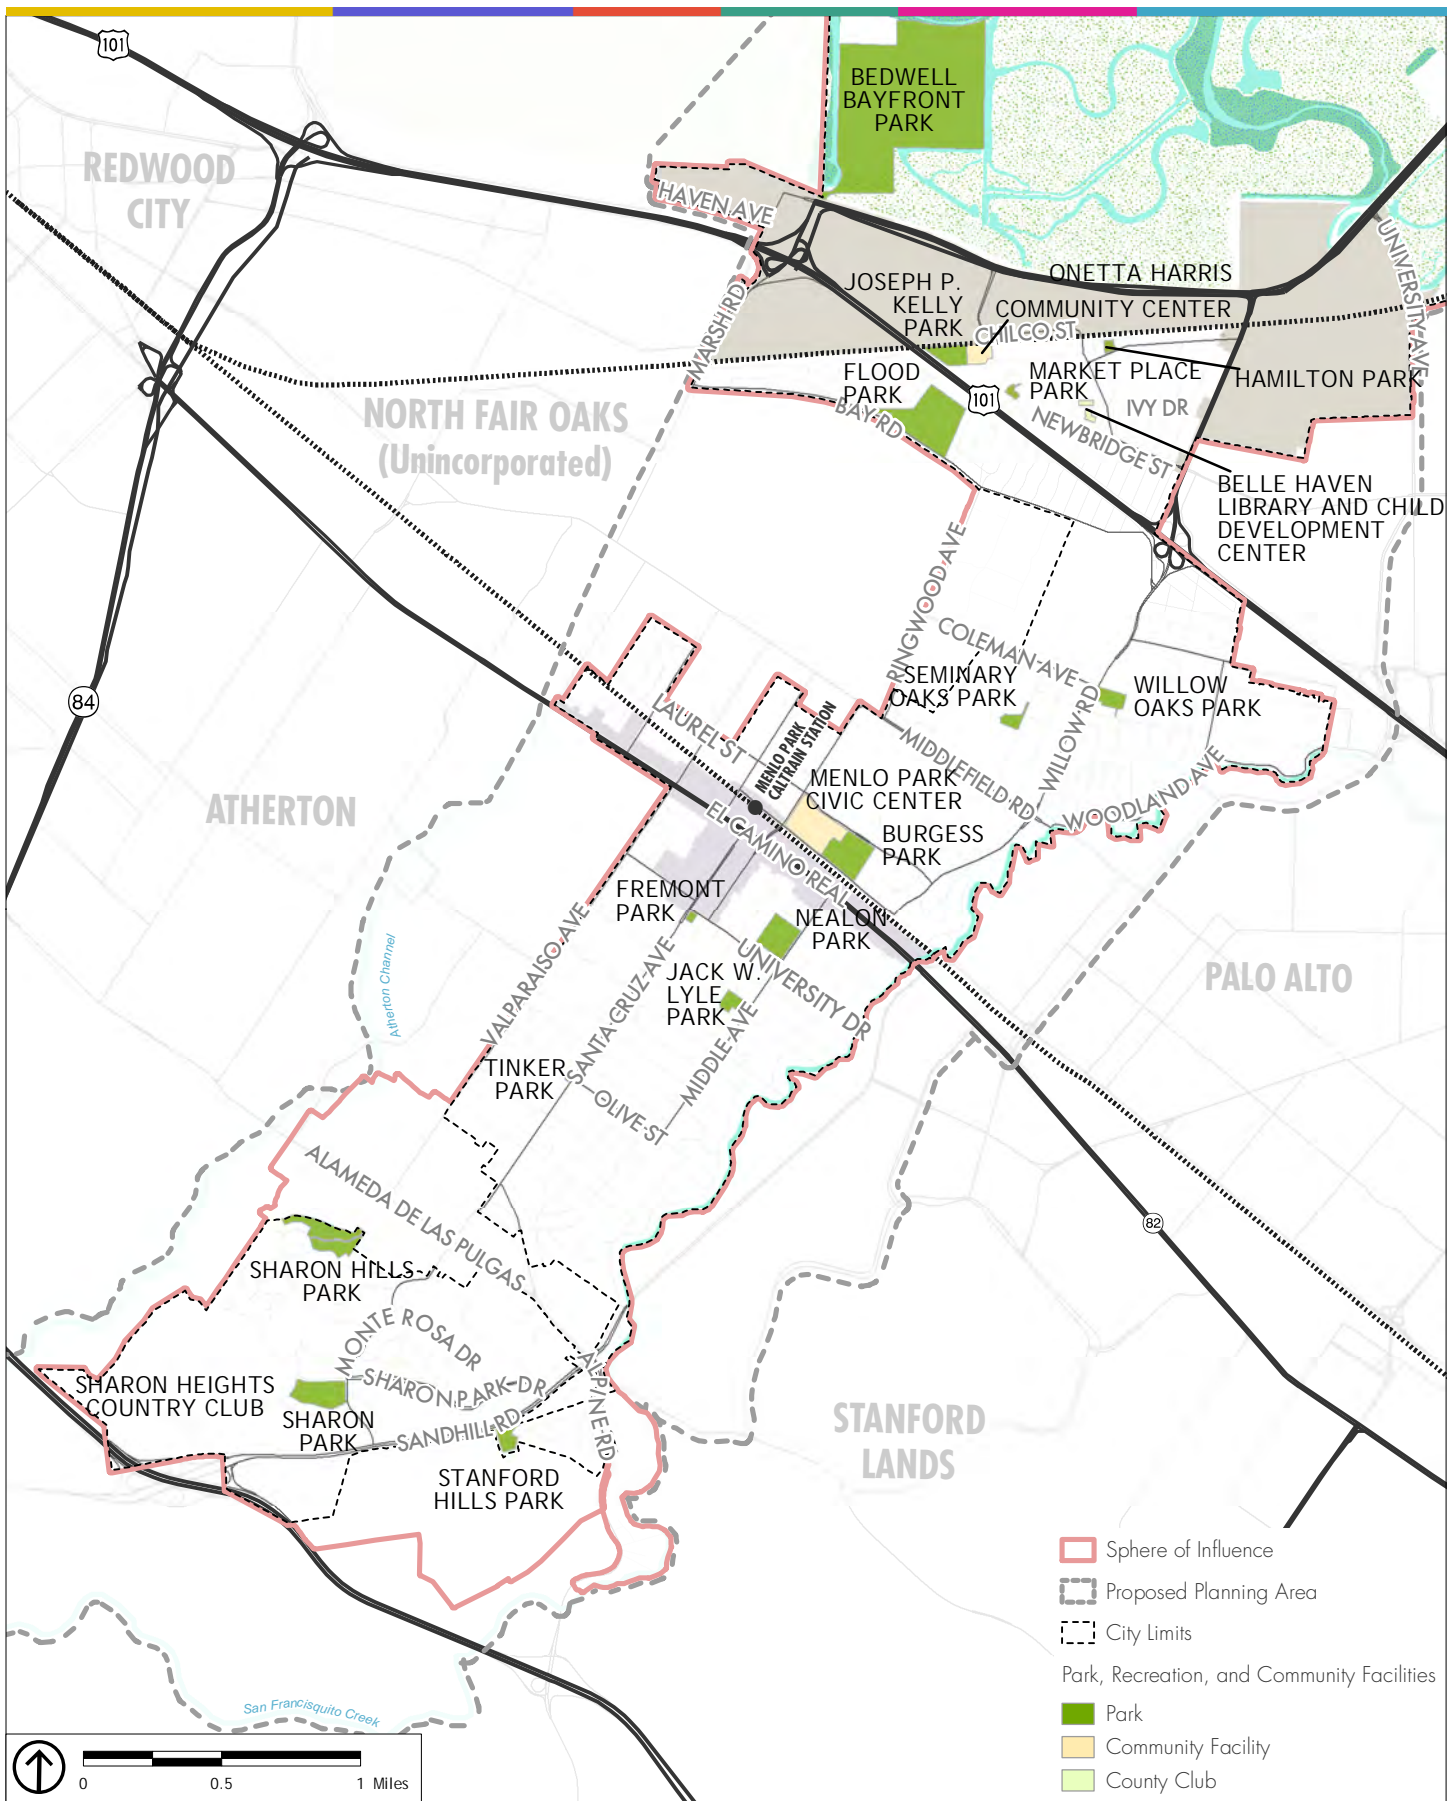 101
BEDWELL
BAYFRONT
PARK
REDWOOD
CITY
HAVEN AVE
UNIVERSITY AVE
JOSEPH P.
KELLY
PARK
ONETTA HARRIS
COMMUNITY CENTER
CHILCO ST
MARSH RD
FLOOD
PARK
101
MARKET PLACE
PARK
HAMILTON PARK
BAY RD
IVY DR
NEWBRIDGE ST
NORTH FAIR OAKS
(Unincorporated)
BELLE HAVEN
LIBRARY AND CHILD
DEVELOPMENT
CENTER
RINGWOOD AVE
COLEMAN AVE
SEMINARY
OAKS PARK
WILLOW
OAKS PARK
84
LAUREL ST
MENLO PARK
CALTRAIN STATION
MIDDLEFIELD RD
WILLOW RD
WOODLAND AVE
MENLO PARK
CIVIC CENTER
ATHERTON
EL CAMINO REAL
BURGESS
PARK
FREMONT
PARK
NEALON
PARK
VALPARAISO AVE
SANTA CRUZ AVE
UNIVERSITY DR
JACK W.
LYLE
PARK
PALO ALTO
Atherton Channel
MIDDLE AVE
TINKER
PARK
OLIVE ST
ALAMEDA DE LAS PULGAS
82
SHARON HILLS
PARK
MONTE ROSA DR
SHARON PARK DR
ALPINE RD
SHARON HEIGHTS
COUNTRY CLUB
SHARON
PARK
SANDHILL RD
STANFORD
LANDS
STANFORD
HILLS PARK
San Francisquito Creek
Sphere of Influence
Proposed Planning Area
City Limits
Park, Recreation, and Community Facilities
Park
Community Facility
County Club
0 0.5 1 Miles